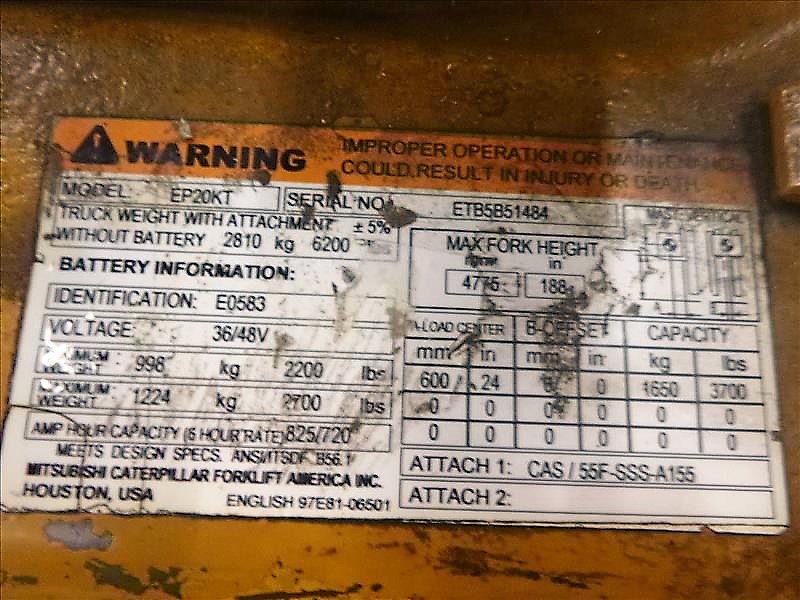 WARNING
IMPROPER OPERATION OR MAINTENANCE
COULD RESULT IN INJURY OR DEATH.
MODEL: EP20KT
SERIAL NO. ETB5B51484
TRUCK WEIGHT WITH ATTACHMENT ± 5%
WITHOUT BATTERY 2810 kg 6200 lbs
BATTERY INFORMATION:
IDENTIFICATION: E0583
VOLTAGE: 36/48V
MINIMUM
WEIGHT : 998 kg 2200 lbs
MAXIMUM
WEIGHT : 1224 kg 2700 lbs
AMP HOUR CAPACITY (6 HOUR RATE) 825/720
MEETS DESIGN SPECS. ANSI/ITSDF B56.1
MITSUBISHI CATERPILLAR FORKLIFT AMERICA INC.
HOUSTON, USA
ENGLISH 97E81-06501
MAST VERTICAL
MAX FORK HEIGHT
mm in
4775 188
A B
A-LOAD CENTER B-OFFSET CAPACITY
mm in mm in kg lbs
600 24 0 1650 3700
0 0 0 0 0 0
0 0 0 0 0 0
ATTACH 1: CAS / 55F-SSS-A155
ATTACH 2: